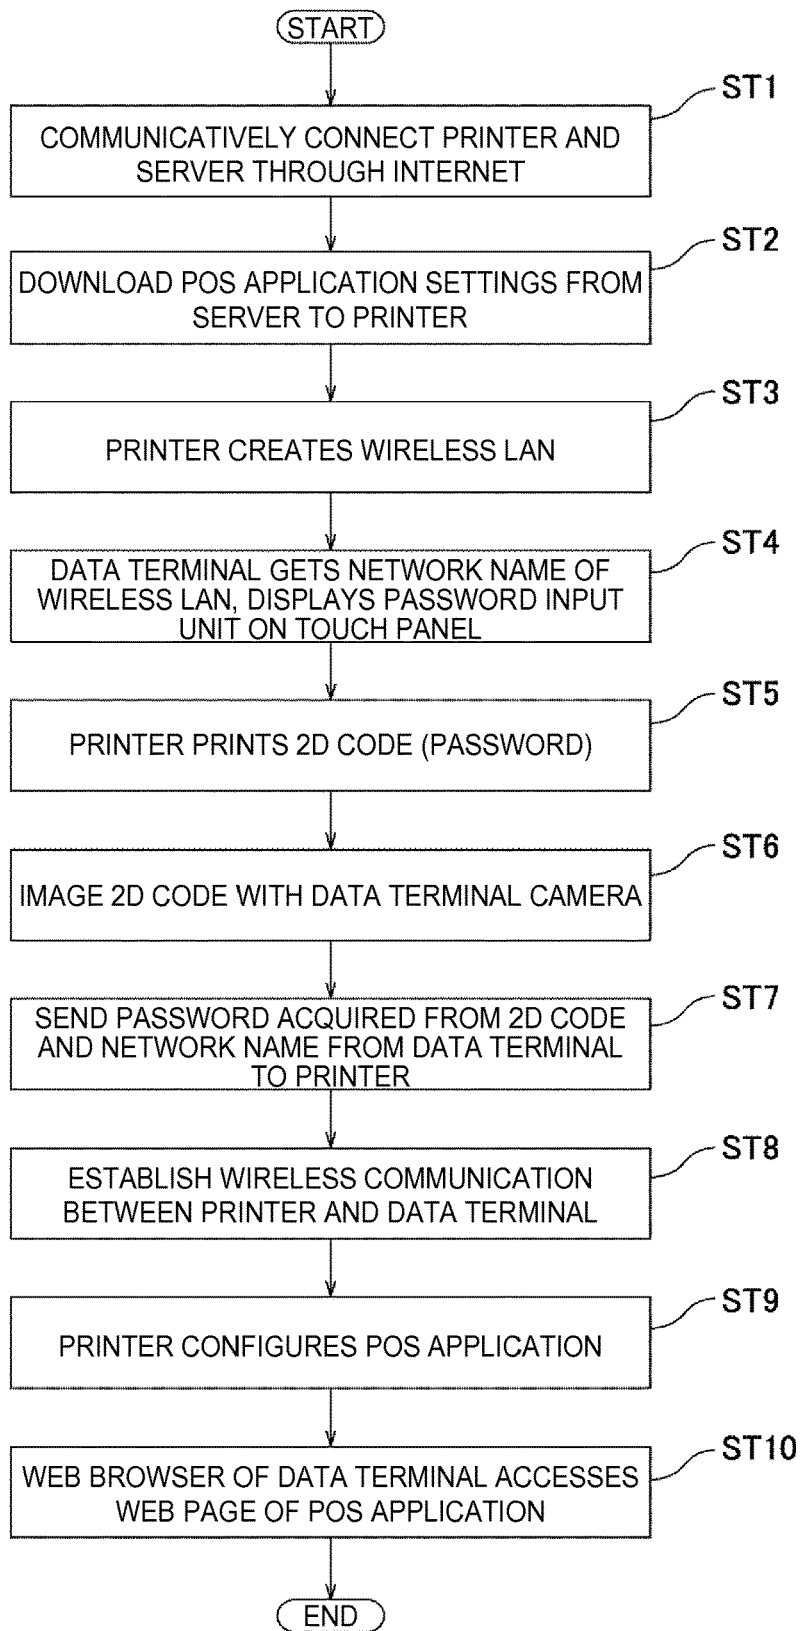 START
ST1
COMMUNICATIVELY CONNECT PRINTER AND
SERVER THROUGH INTERNET
ST2
DOWNLOAD POS APPLICATION SETTINGS FROM
SERVER TO PRINTER
ST3
PRINTER CREATES WIRELESS LAN
ST4
DATA TERMINAL GETS NETWORK NAME OF
WIRELESS LAN, DISPLAYS PASSWORD INPUT
UNIT ON TOUCH PANEL
ST5
PRINTER PRINTS 2D CODE (PASSWORD)
ST6
IMAGE 2D CODE WITH DATA TERMINAL CAMERA
ST7
SEND PASSWORD ACQUIRED FROM 2D CODE
AND NETWORK NAME FROM DATA TERMINAL
TO PRINTER
ST8
ESTABLISH WIRELESS COMMUNICATION
BETWEEN PRINTER AND DATA TERMINAL
ST9
PRINTER CONFIGURES POS APPLICATION
ST10
WEB BROWSER OF DATA TERMINAL ACCESSES
WEB PAGE OF POS APPLICATION
END